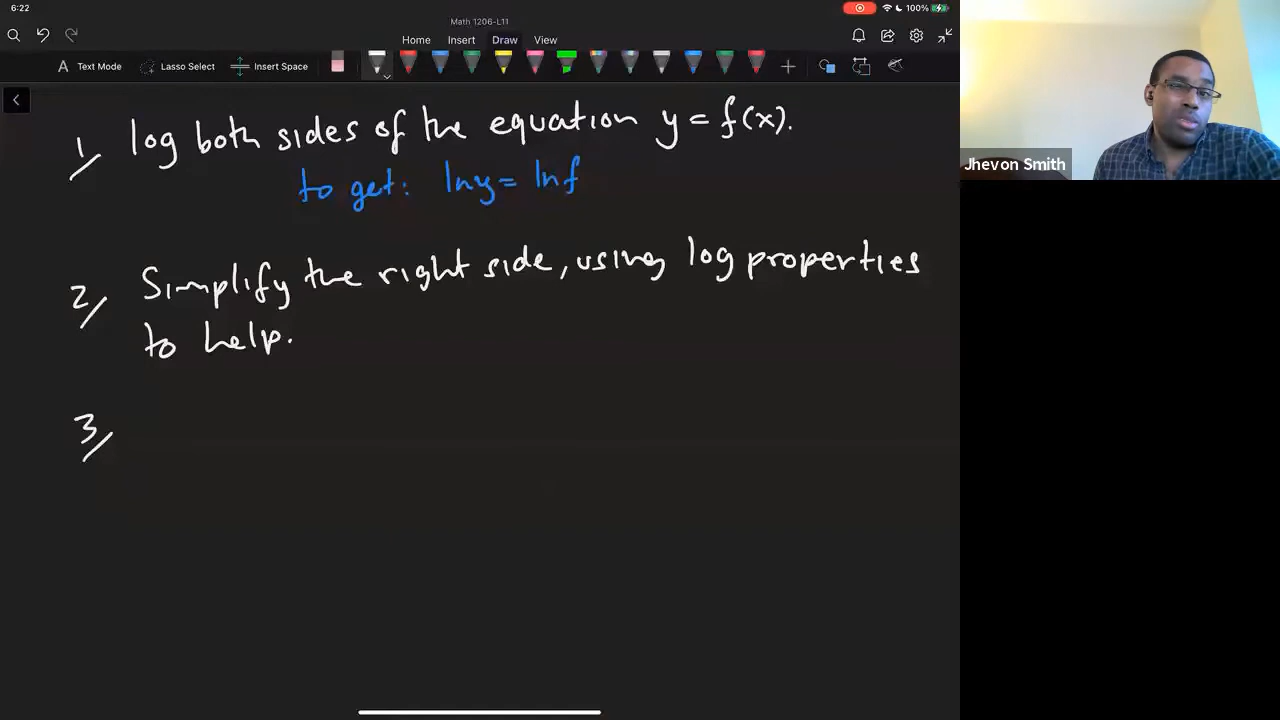 6:22
100%
Math 1206-L11
Home Insert Draw View
Text Mode Lasso Select Insert Space
1/ log both sides of the equation y = f(x).
to get: lny = lnf
2/ Simplify the right side, using log properties
to help.
3/
Jhevon Smith